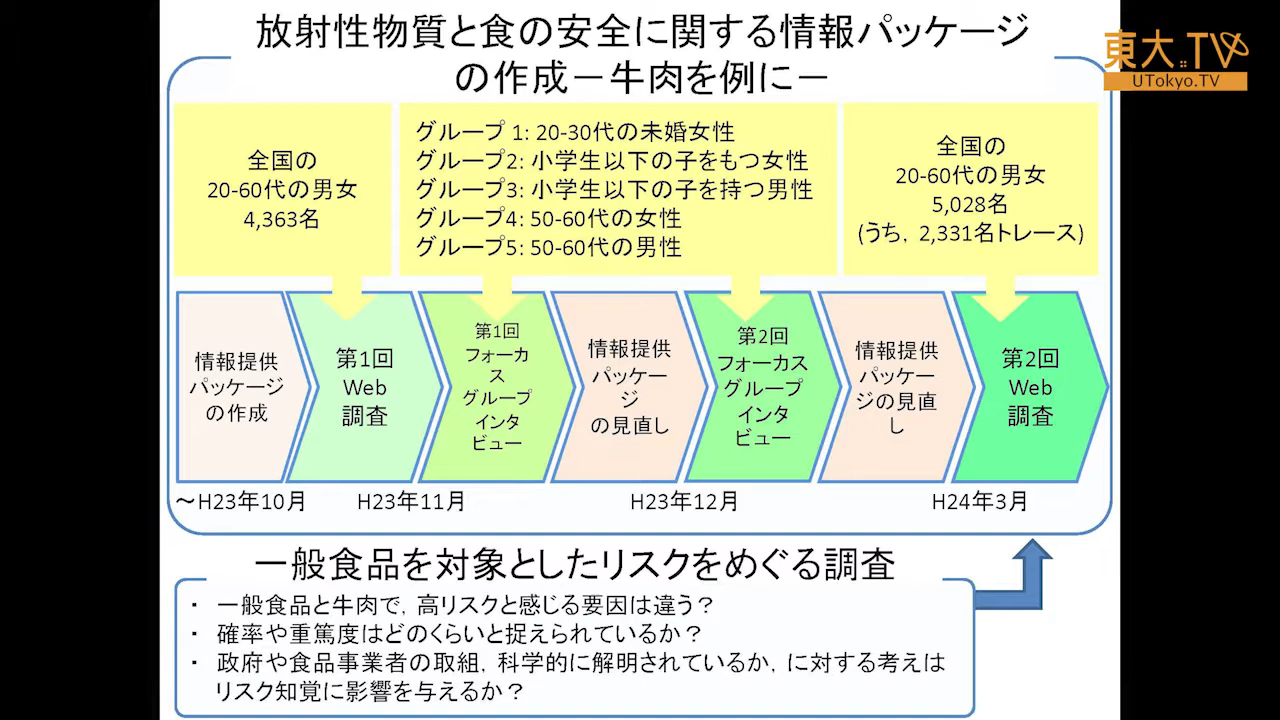 放射性物質と食の安全に関する情報パッケージ
の作成－牛肉を例に－
東大TV
UTokyo.TV
全国の
20-60代の男女
4,363名
グループ 1: 20-30代の未婚女性
グループ2: 小学生以下の子をもつ女性
グループ3: 小学生以下の子を持つ男性
グループ4: 50-60代の女性
グループ5: 50-60代の男性
全国の
20-60代の男女
5,028名
(うち，2,331名トレース)
情報提供
パッケージ
の作成
第1回
Web
調査
第1回
フォーカ
ス
グループ
インタ
ビュー
情報提供
パッケー
ジ
の見直し
第2回
フォーカス
グループ
インタ
ビュー
情報提供
パッケー
ジの見直
し
第2回
Web
調査
～H23年10月
H23年11月
H23年12月
H24年3月
一般食品を対象としたリスクをめぐる調査
・ 一般食品と牛肉で，高リスクと感じる要因は違う？
・ 確率や重篤度はどのくらいと捉えられているか？
・ 政府や食品事業者の取組，科学的に解明されているか，に対する考えは
リスク知覚に影響を与えるか？